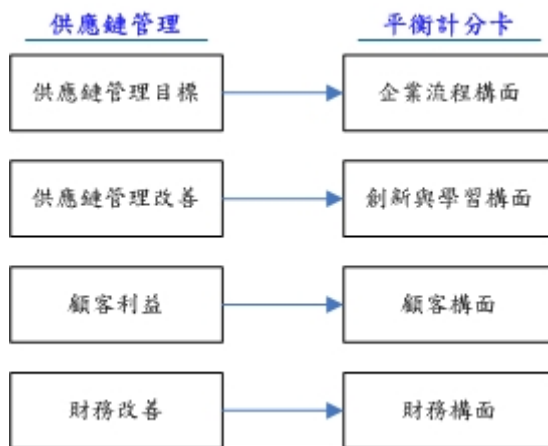 供應鏈管理
平衡計分卡
供應鏈管理目標
企業流程構面
供應鏈管理改善
創新與學習構面
顧客利益
顧客構面
財務改善
財務構面